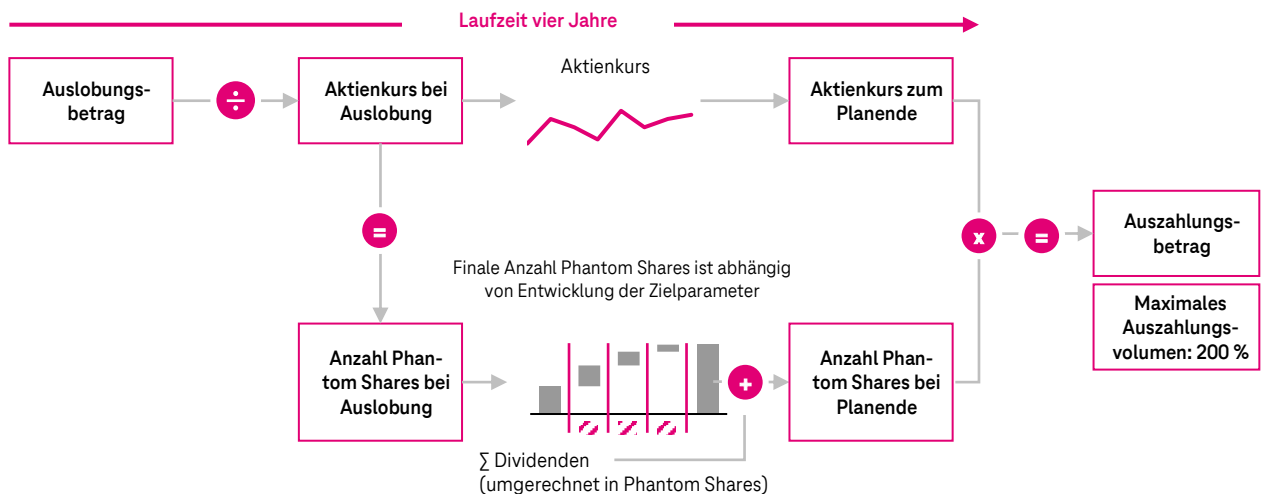 Laufzeit vier Jahre
Auslobungs-
betrag
÷
Aktienkurs bei
Auslobung
Aktienkurs
Aktienkurs zum
Planende
=
x
=
Auszahlungs-
betrag
Maximales
Auszahlungs-
volumen: 200 %
Finale Anzahl Phantom Shares ist abhängig
von Entwicklung der Zielparameter
Anzahl Phan-
tom Shares bei
Auslobung
+
Anzahl Phan-
tom Shares bei
Planende
∑ Dividenden
(umgerechnet in Phantom Shares)